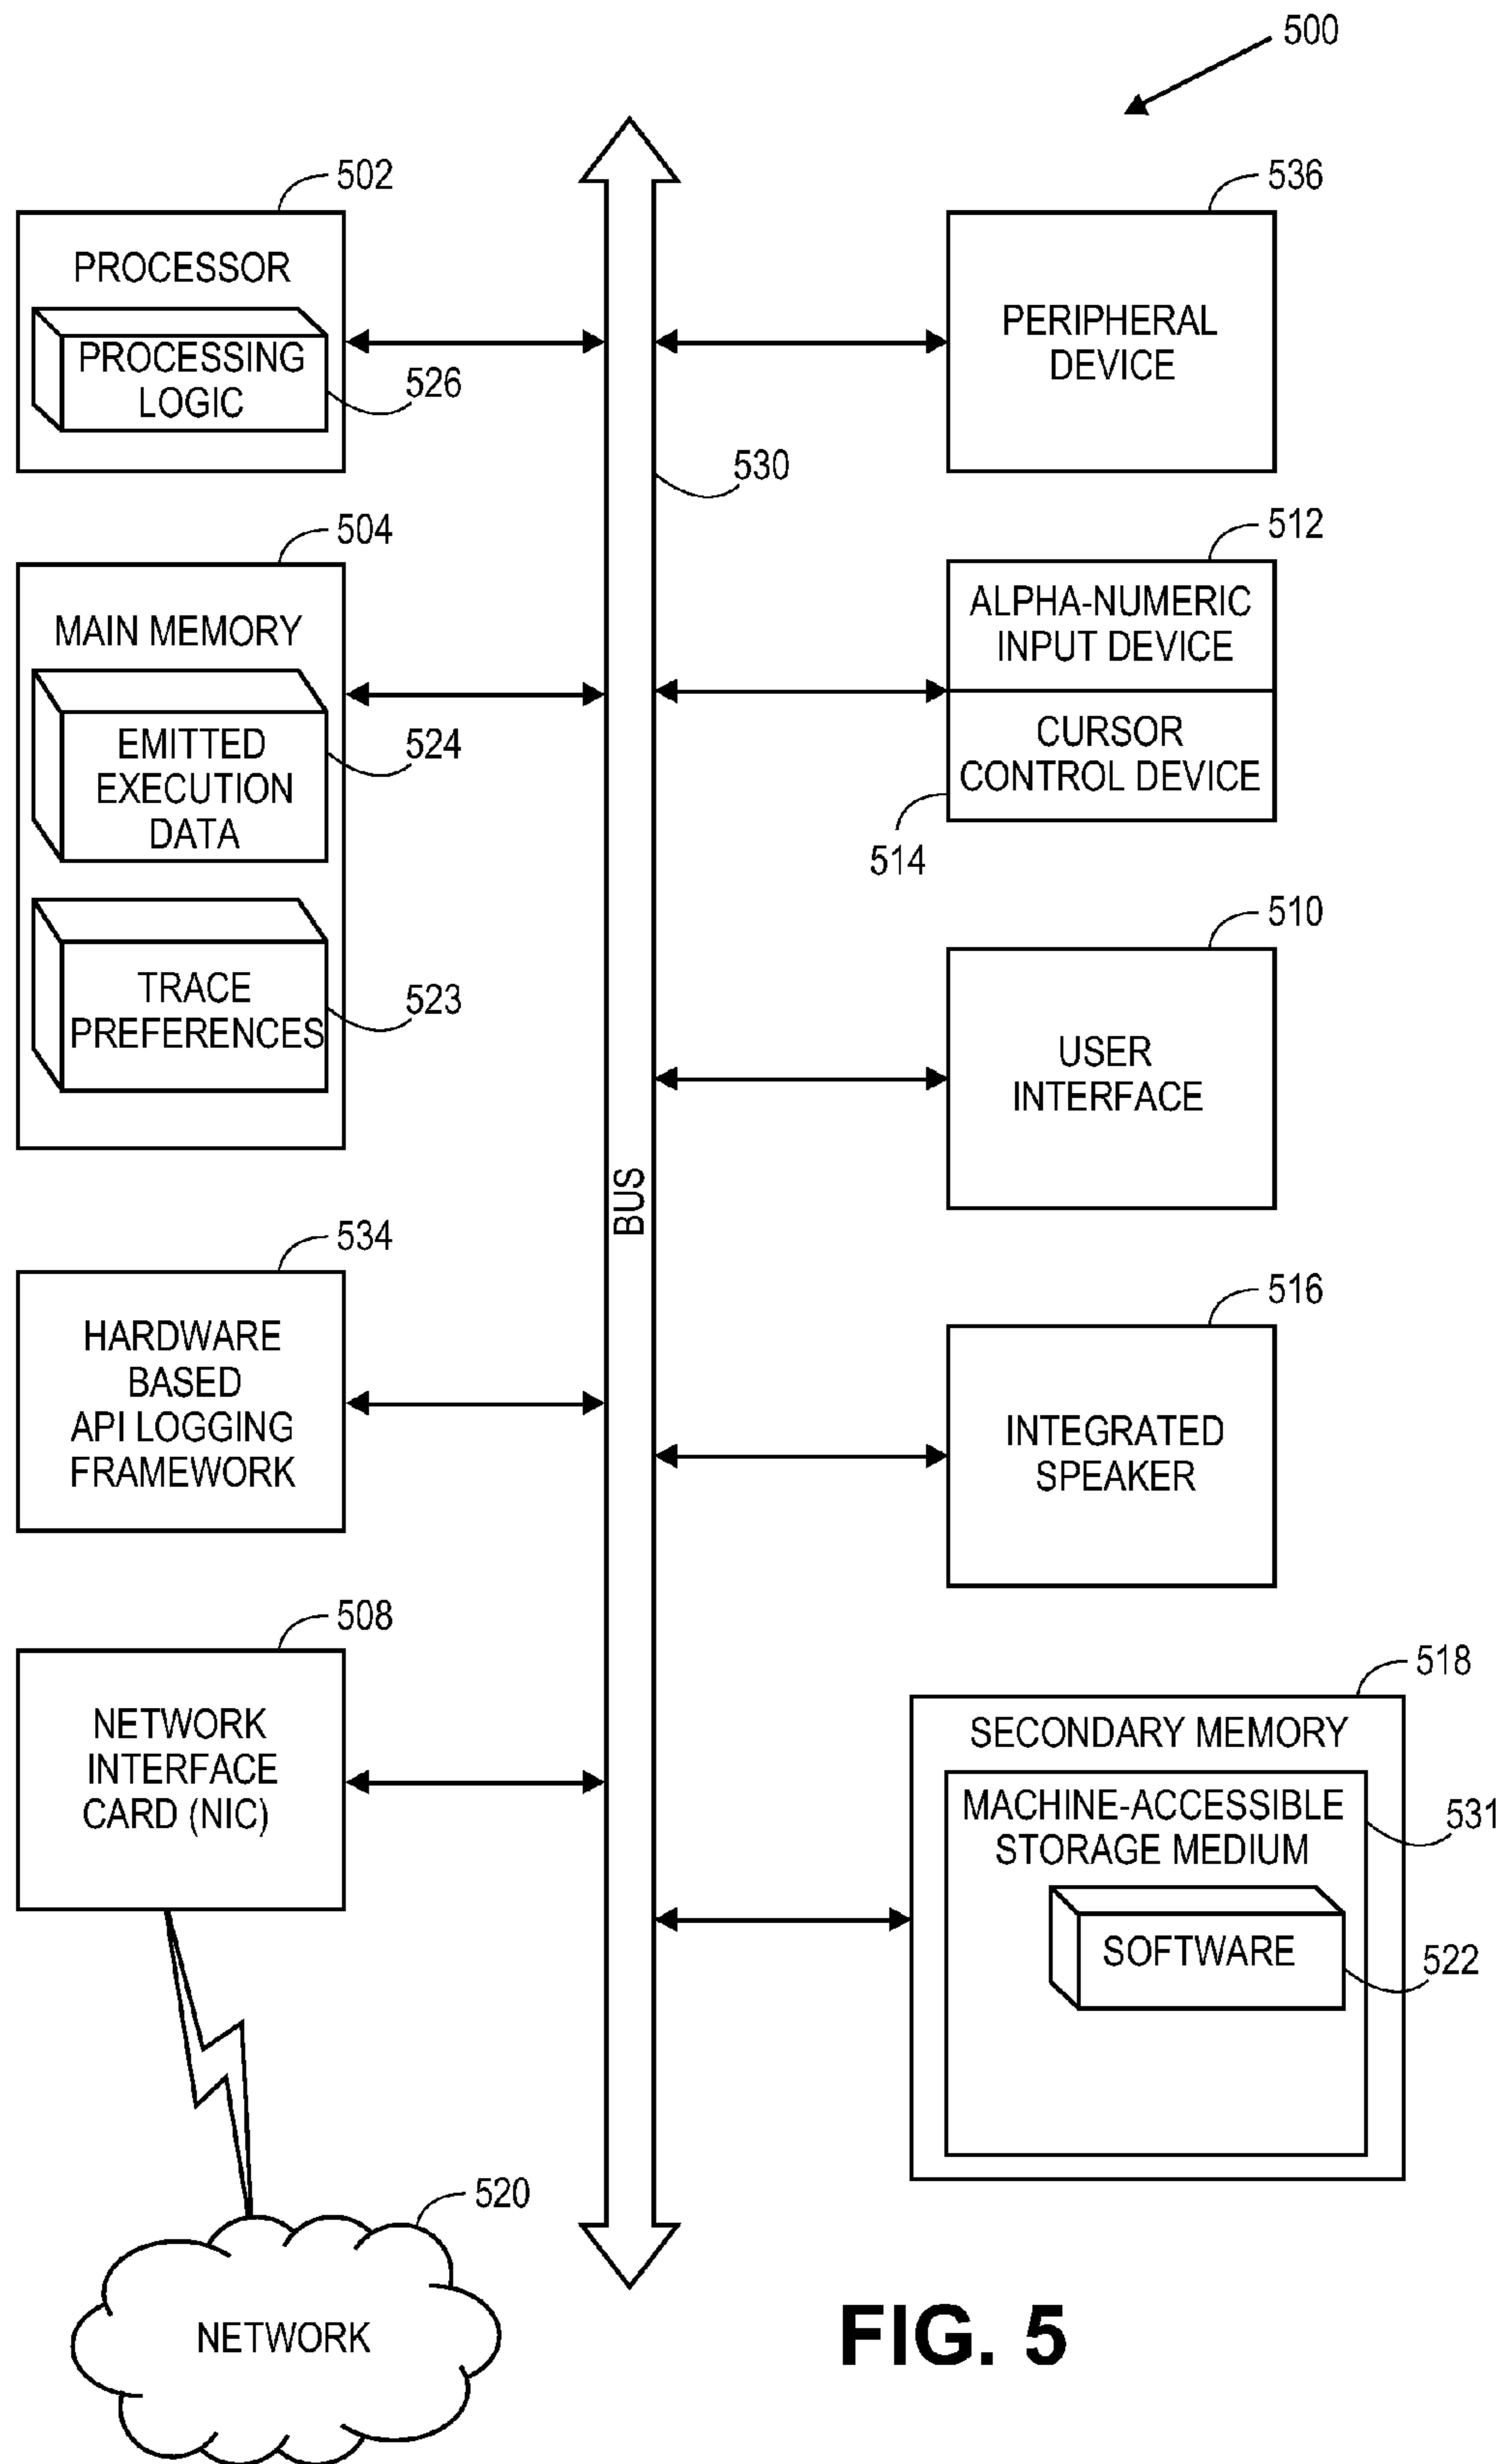 500
502
PROCESSOR
PROCESSING
LOGIC
526
504
MAIN MEMORY
EMITTED
EXECUTION
DATA
524
TRACE
PREFERENCES
523
534
HARDWARE
BASED
API LOGGING
FRAMEWORK
508
NETWORK
INTERFACE
CARD (NIC)
520
NETWORK
530
BUS
536
PERIPHERAL
DEVICE
512
ALPHA-NUMERIC
INPUT DEVICE
CURSOR
CONTROL DEVICE
514
510
USER
INTERFACE
516
INTEGRATED
SPEAKER
518
SECONDARY MEMORY
MACHINE-ACCESSIBLE
STORAGE MEDIUM
531
SOFTWARE
522
FIG. 5